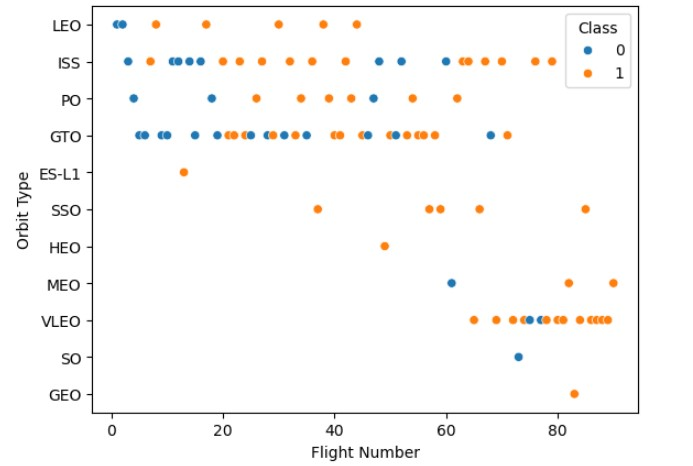 LEO
ISS
PO
GTO
ES-L1
SSO
HEO
MEO
VLEO
SO
GEO
Orbit Type
Class
0
1
0 20 40 60 80
Flight Number